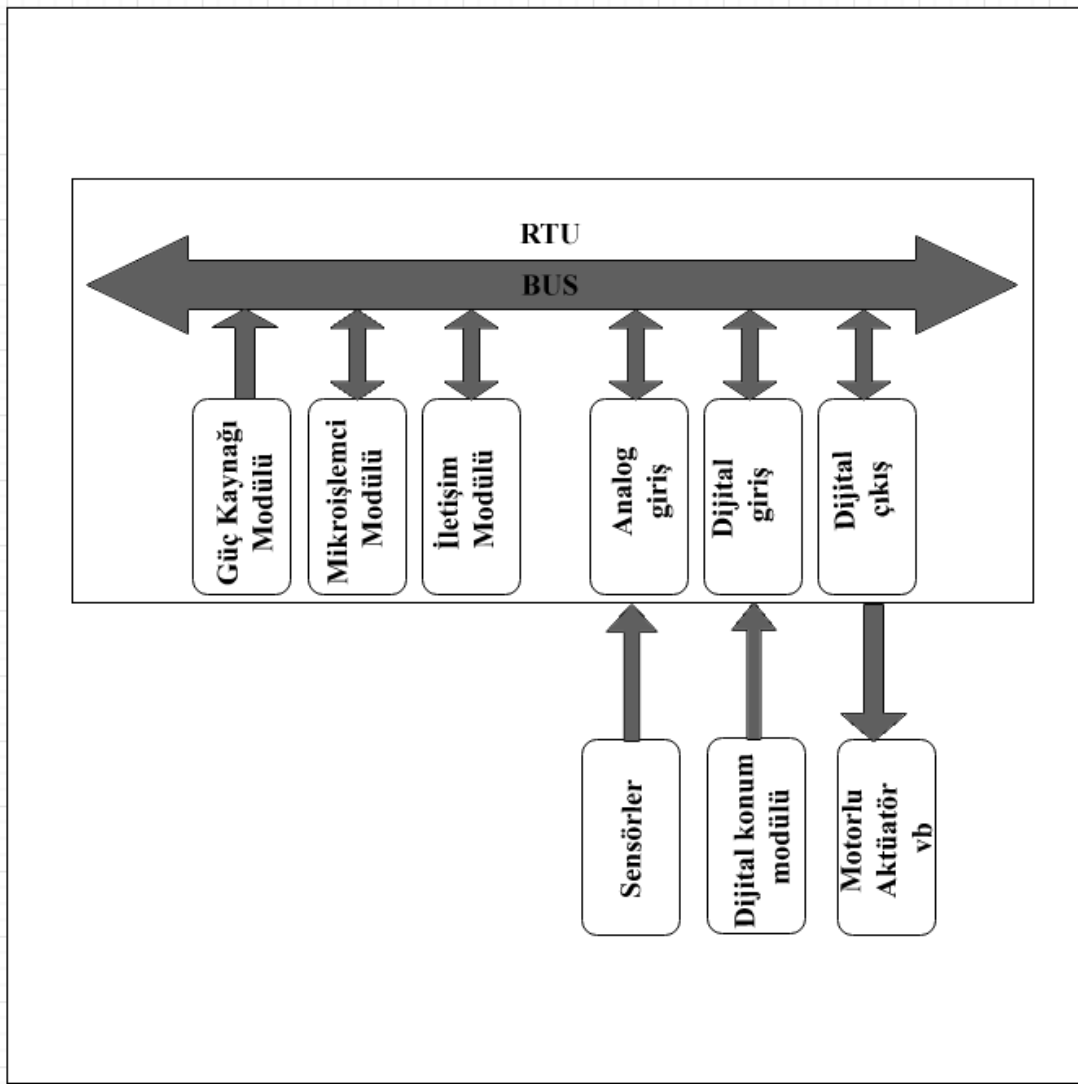 RTU
BUS
Güç Kaynağı
Modülü
Mikroişlemci
Modülü
İletişim
Modülü
Analog
giriş
Dijital
giriş
Dijital
çıkış
Sensörler
Dijital konum
modülü
Motorlu
Aktüatör
vb